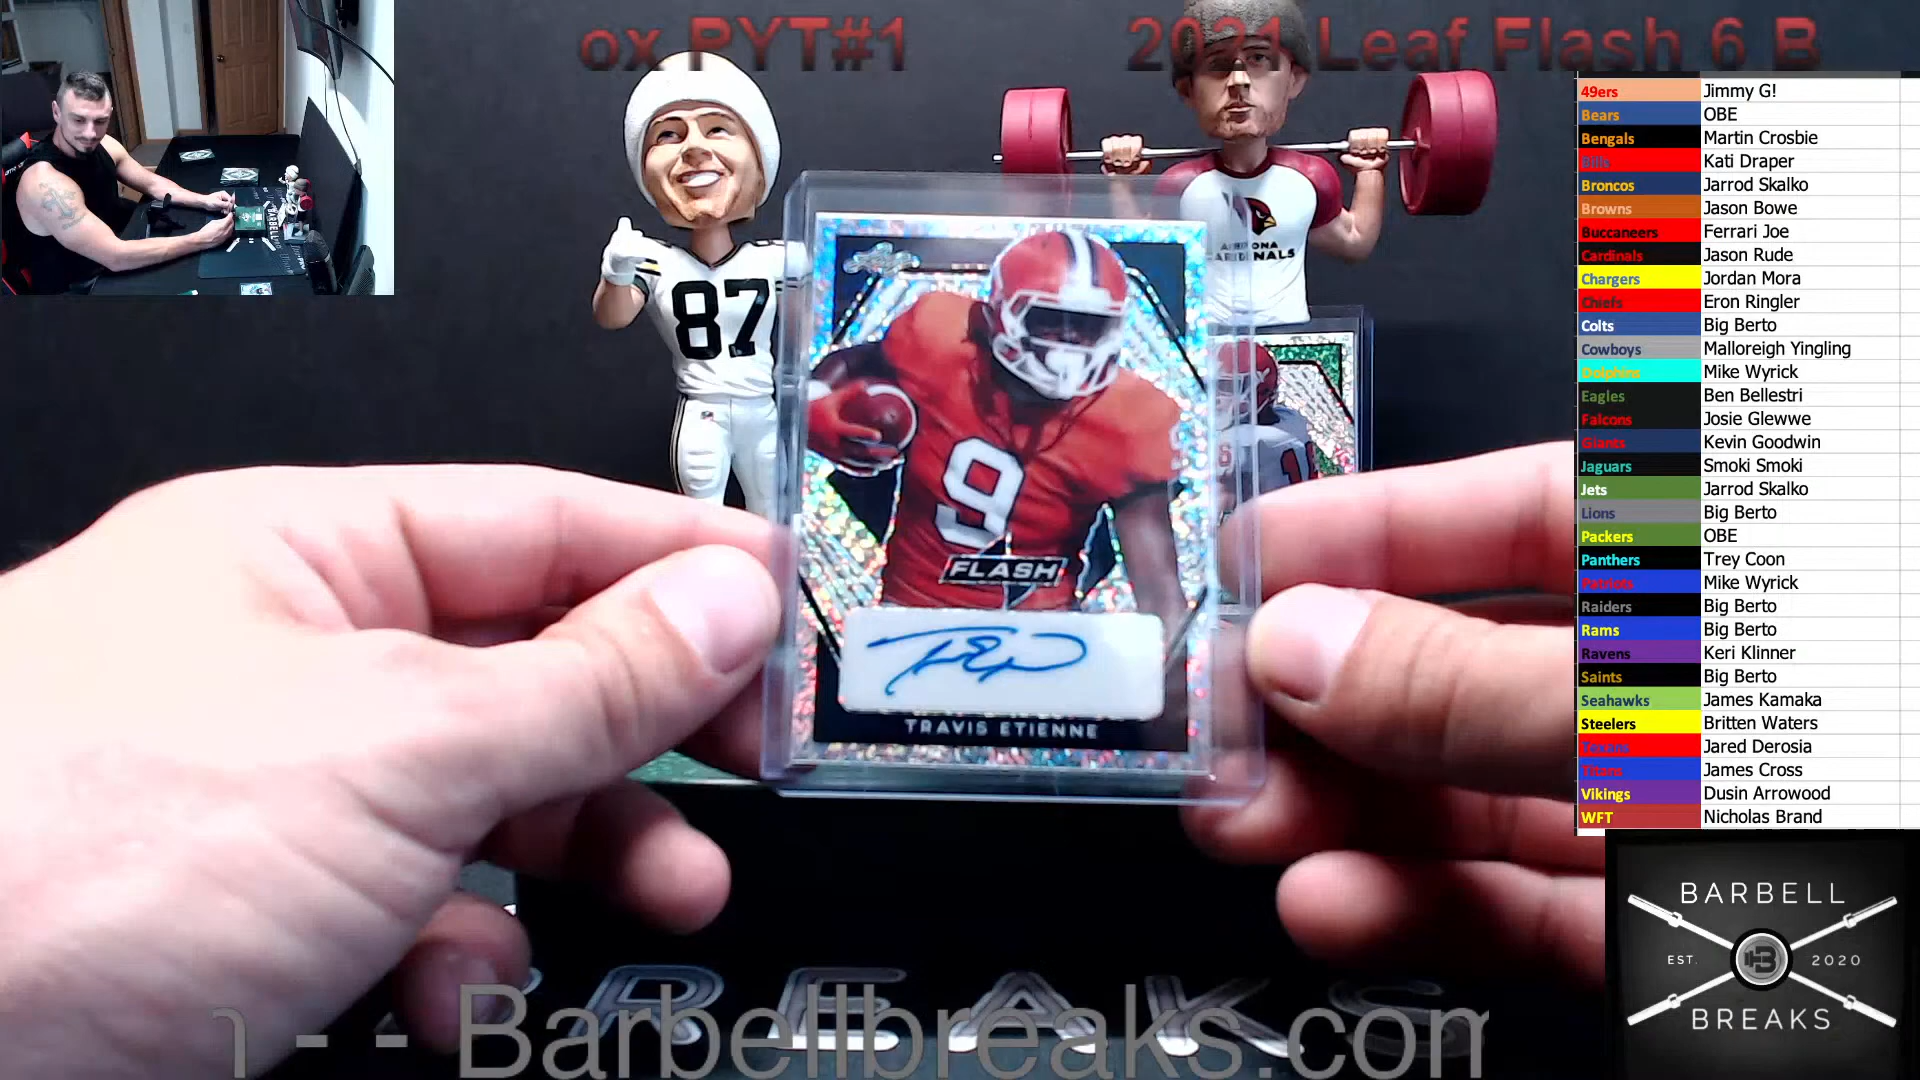 ox PYT#1 2021 Leaf Flash 6 B
49ers Jimmy G!
Bears OBE
Bengals Martin Crosbie
Bills Kati Draper
Broncos Jarrod Skalko
Browns Jason Bowe
Buccaneers Ferrari Joe
Cardinals Jason Rude
Chargers Jordan Mora
Chiefs Eron Ringler
Colts Big Berto
Cowboys Malloreigh Yingling
Dolphins Mike Wyrick
Eagles Ben Bellestri
Falcons Josie Glewwe
Giants Kevin Goodwin
Jaguars Smoki Smoki
Jets Jarrod Skalko
Lions Big Berto
Packers OBE
Panthers Trey Coon
Patriots Mike Wyrick
Raiders Big Berto
Rams Big Berto
Ravens Keri Klinner
Saints Big Berto
Seahawks James Kamaka
Steelers Britten Waters
Texans Jared Derosia
Titans James Cross
Vikings Dusin Arrowood
WFT Nicholas Brand
87
ARIZONA
CARDINALS
9
FLASH
TRAVIS ETIENNE
BARBELL
EST. B 2020
BREAKS
BREAKS
- - Barbellbreaks.com